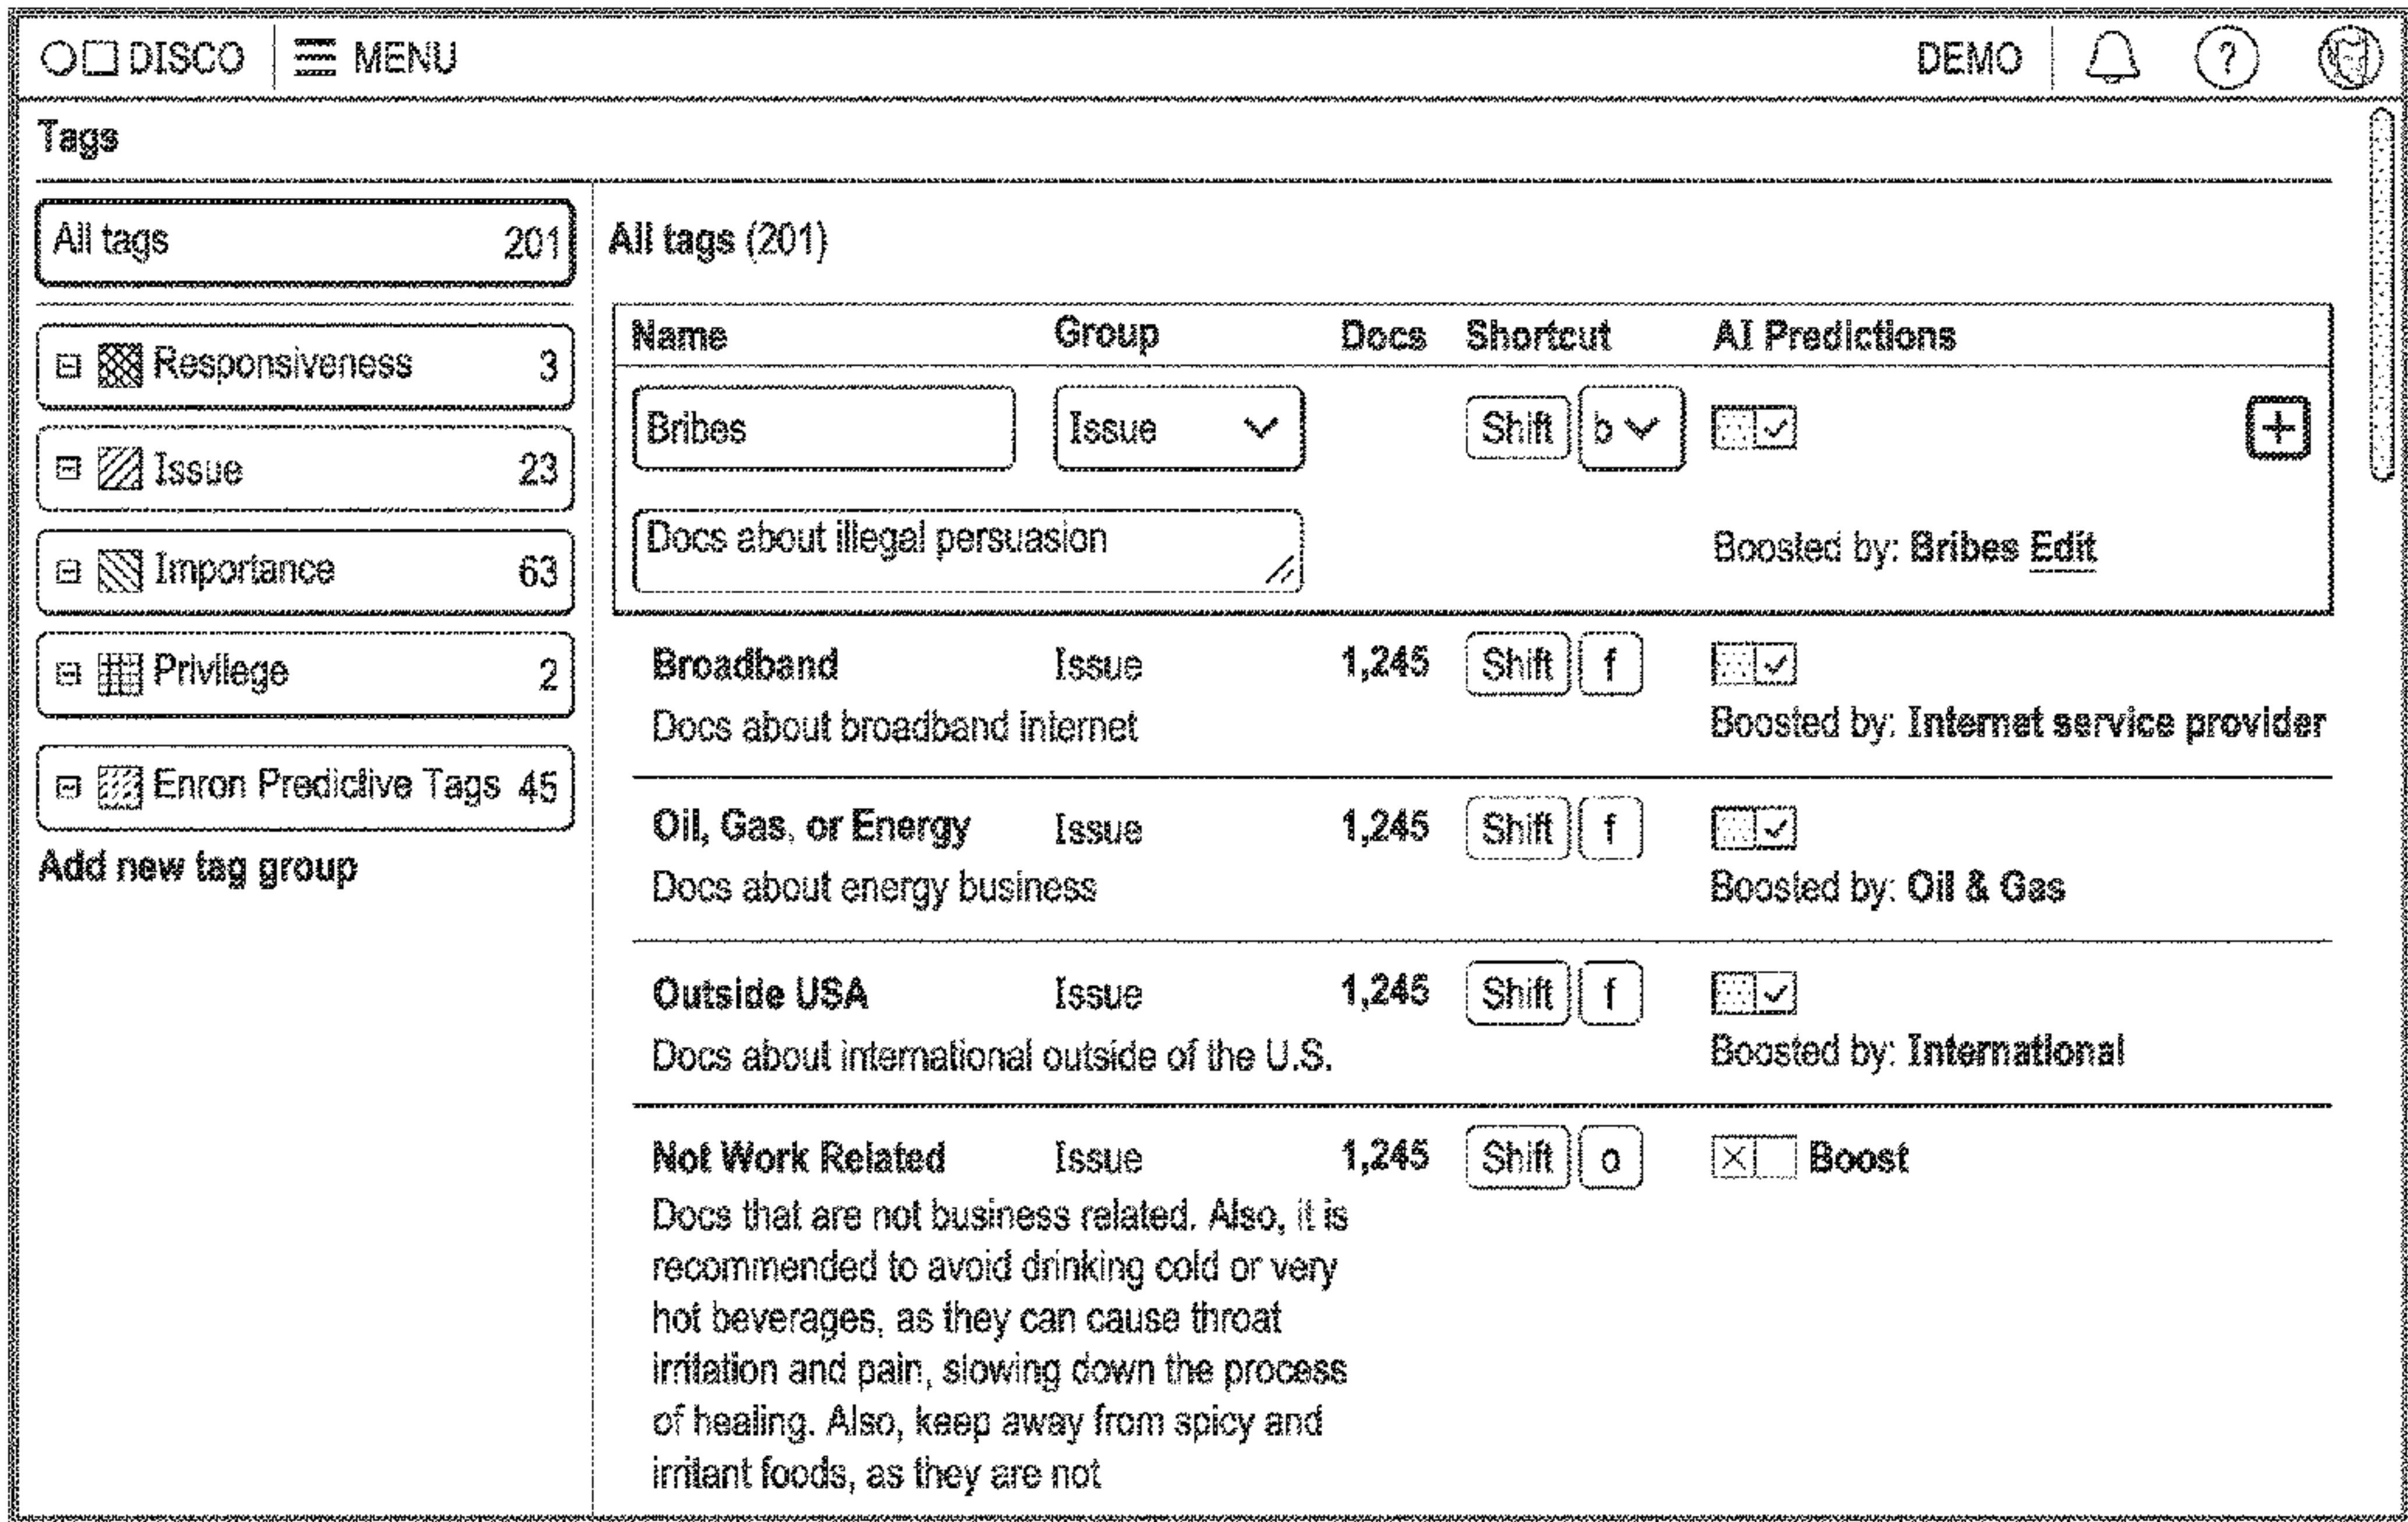 DISCO MENU DEMO ?
Tags
All tags 201
Responsiveness 3
Issue 23
Importance 63
Privilege 2
Enron Predictive Tags 45
Add new tag group
All tags (201)
Name Group Docs Shortcut AI Predictions
Bribes Issue Shift b
Docs about illegal persuasion Boosted by: Bribes Edit
Broadband Issue 1,245 Shift f
Docs about broadband internet Boosted by: Internet service provider
Oil, Gas, or Energy Issue 1,245 Shift f
Docs about energy business Boosted by: Oil & Gas
Outside USA Issue 1,245 Shift f
Docs about international outside of the U.S. Boosted by: International
Not Work Related Issue 1,245 Shift o Boost
Docs that are not business related. Also, it is
recommended to avoid drinking cold or very
hot beverages, as they can cause throat
irritation and pain, slowing down the process
of healing. Also, keep away from spicy and
irritant foods, as they are not